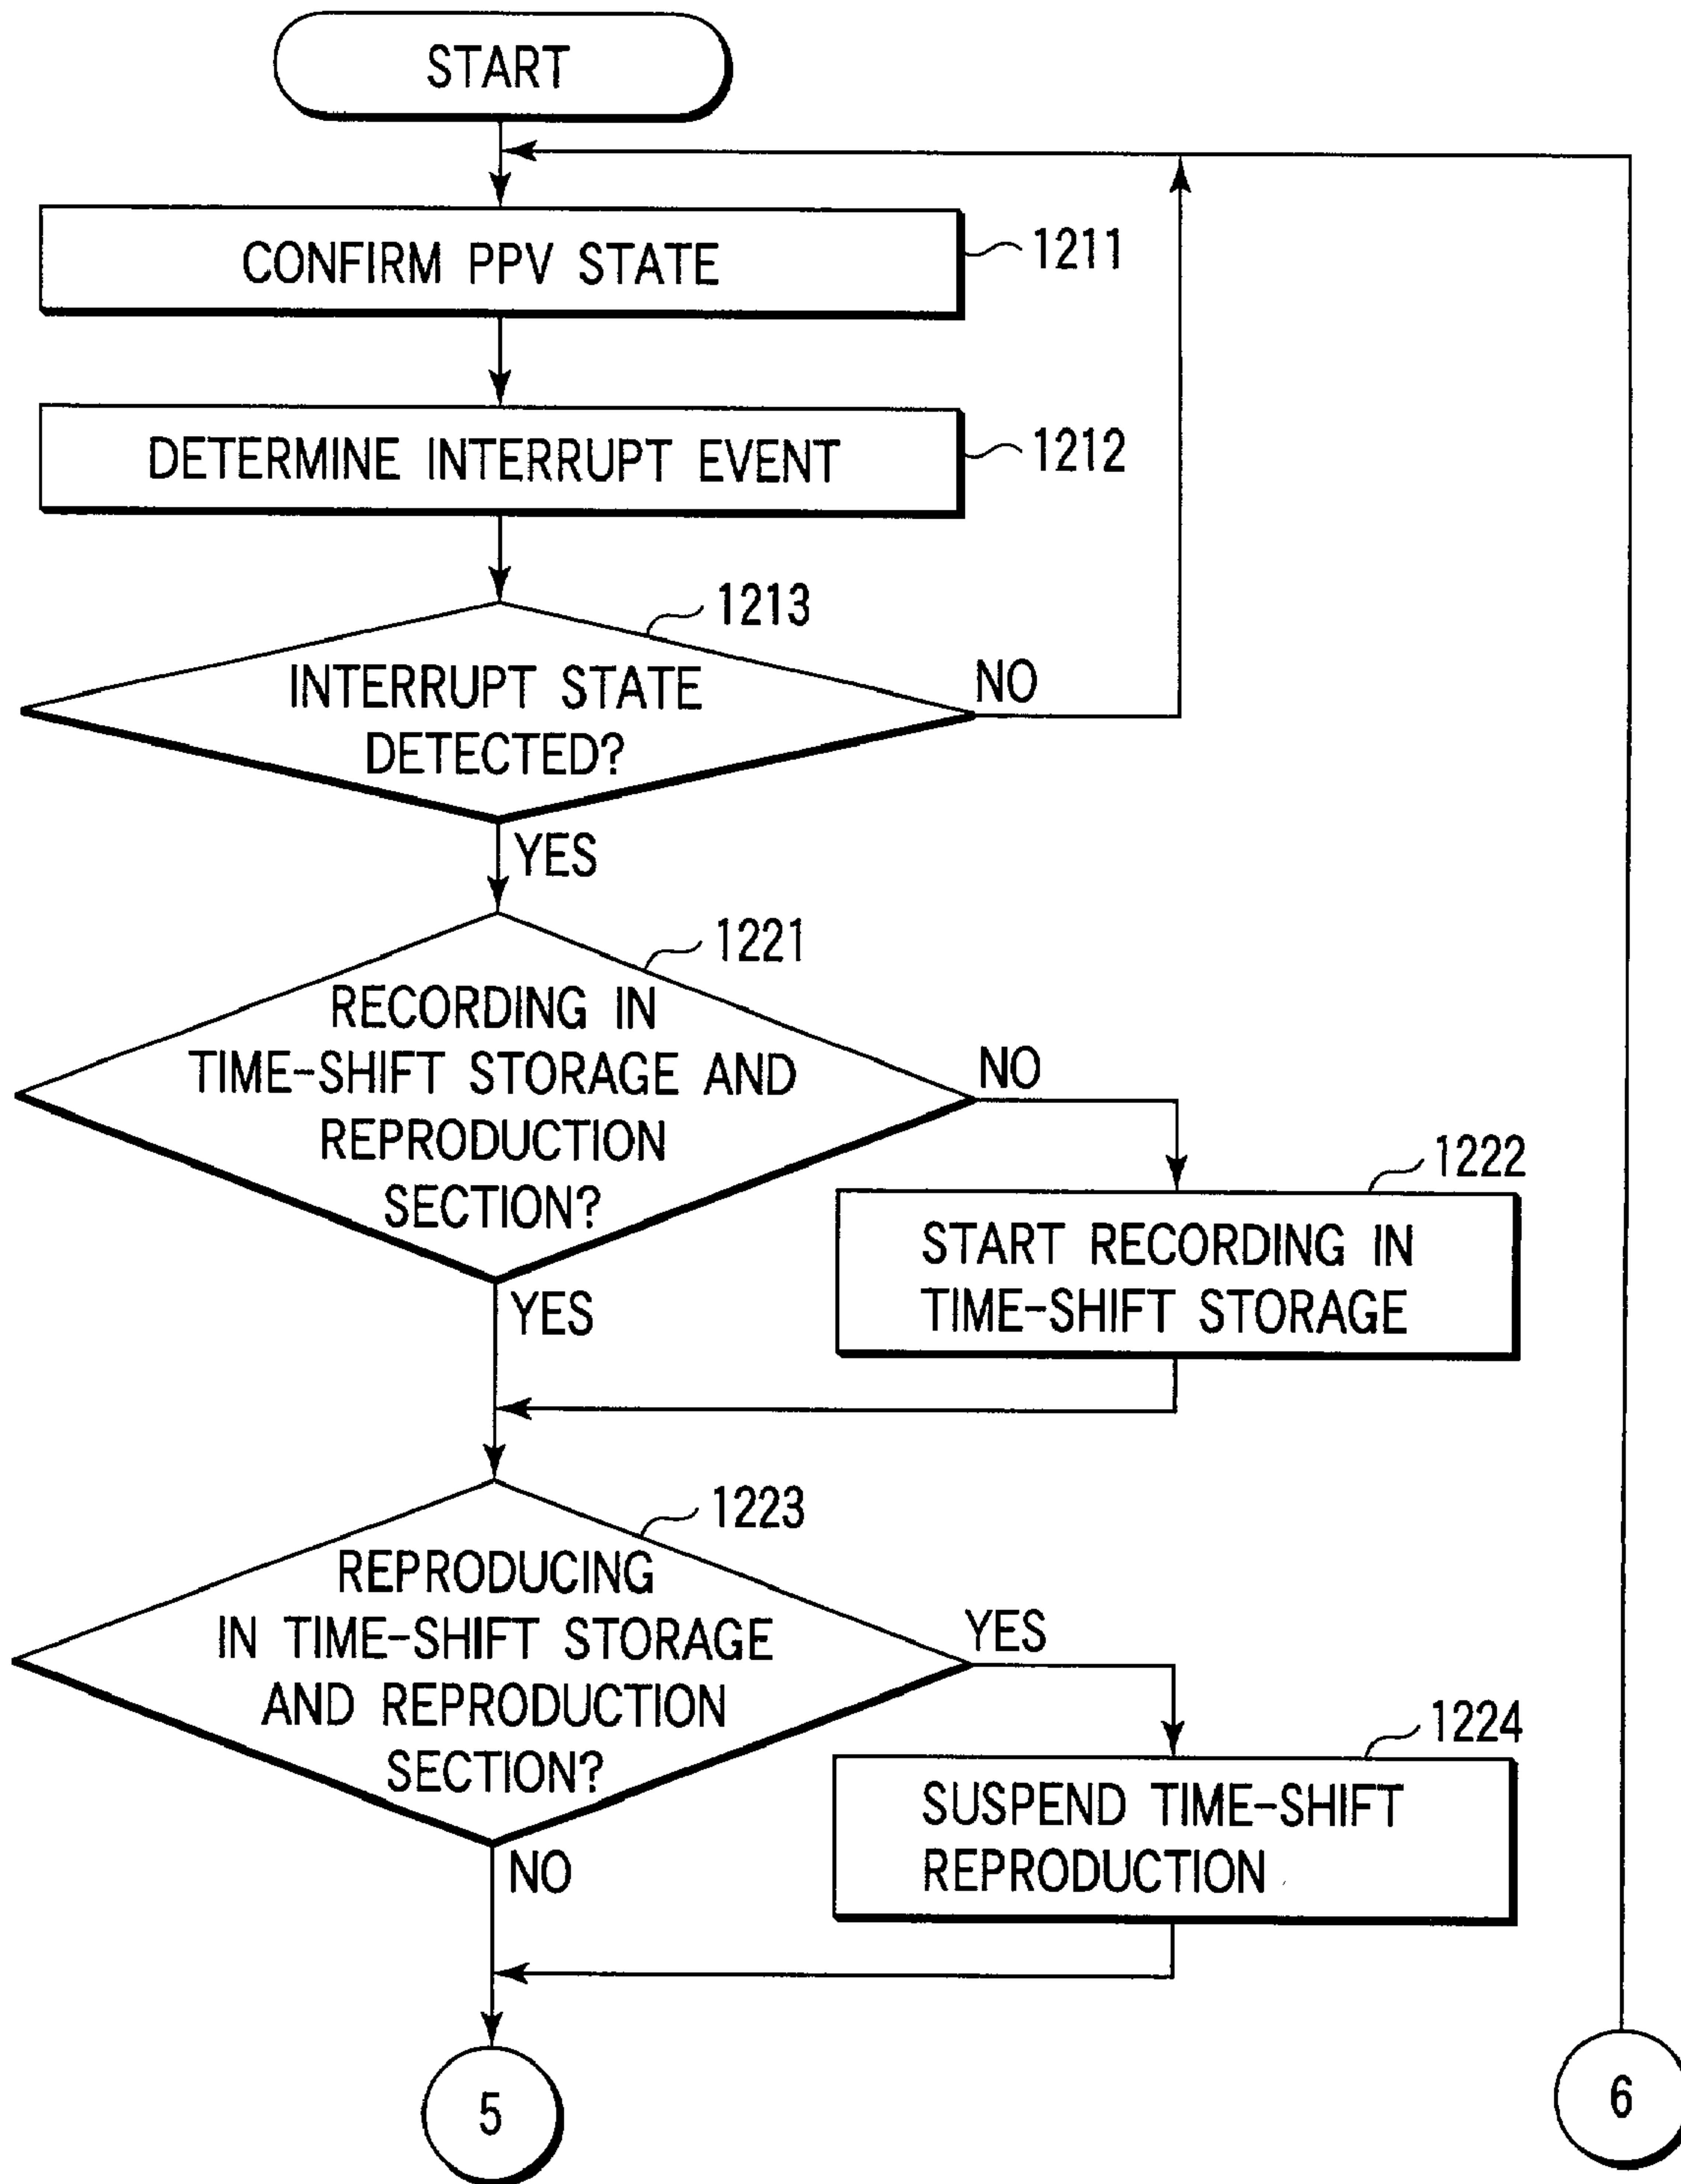 START
CONFIRM PPV STATE
1211
DETERMINE INTERRUPT EVENT
1212
1213
INTERRUPT STATE
DETECTED?
NO
YES
1221
RECORDING IN
TIME-SHIFT STORAGE AND
REPRODUCTION
SECTION?
NO
1222
START RECORDING IN
TIME-SHIFT STORAGE
YES
1223
REPRODUCING
IN TIME-SHIFT STORAGE
AND REPRODUCTION
SECTION?
YES
1224
SUSPEND TIME-SHIFT
REPRODUCTION
NO
5
6